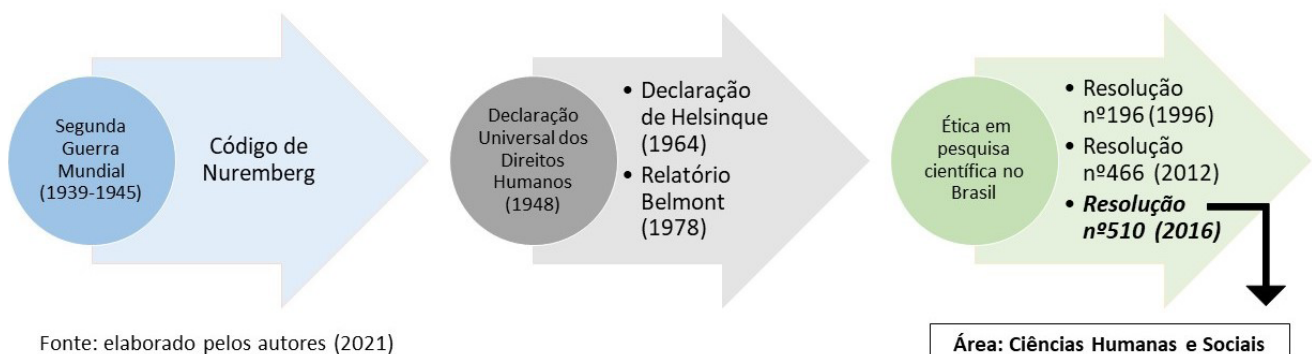 Segunda
Guerra
Mundial
(1939-1945)
Código de
Nuremberg
Declaração
Universal dos
Direitos
Humanos
(1948)
• Declaração
de Helsinque
(1964)
• Relatório
Belmont
(1978)
Ética em
pesquisa
científica no
Brasil
• Resolução
nº196 (1996)
• Resolução
nº466 (2012)
• Resolução
nº510 (2016)
Fonte: elaborado pelos autores (2021)
Área: Ciências Humanas e Sociais